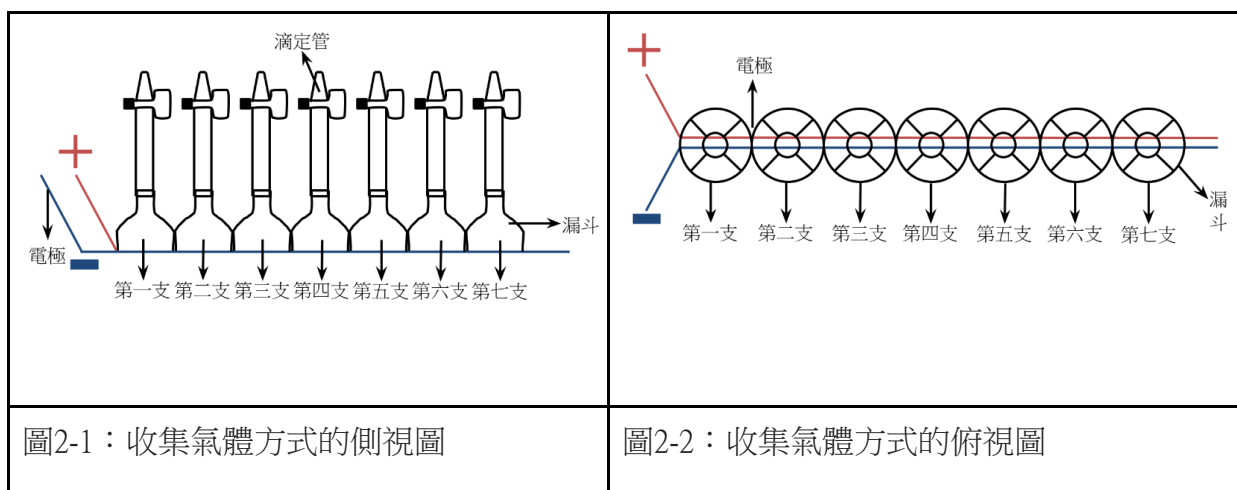 滴定管
+
漏斗
電極
第一支 第二支 第三支 第四支 第五支 第六支 第七支
圖2-1：收集氣體方式的側視圖
+
電極
漏斗
第一支 第二支 第三支 第四支 第五支 第六支 第七支
圖2-2：收集氣體方式的俯視圖